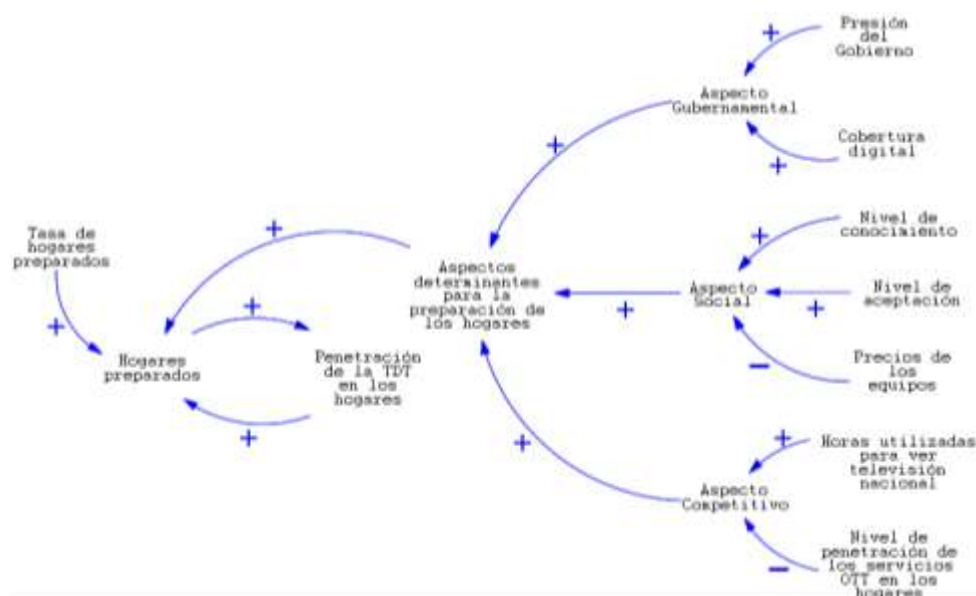 Presión
del
Gobierno
Aspecto
Gubernamental
Cobertura
digital
Nivel de
conocimiento
Tasa de
hogares
preparados
Aspectos
determinantes
para la
preparación de
los hogares
Aspecto
Social
Nivel de
aceptación
Hogares
preparados
Penetración
de la TDT
en los
hogares
Precios de
los
equipos
Horas utilizadas
para ver
televisión
nacional
Aspecto
Competitivo
Nivel de
penetración de
los servicios
OTT en los
hogares